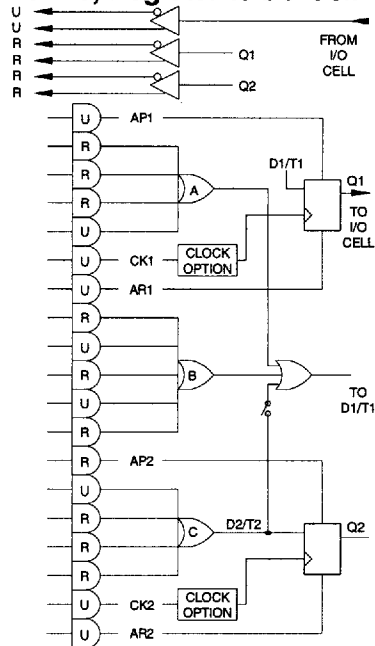 U
U
R
R
R
R
FROM
I/O
CELL
Q1
Q2
U
AP1
R
R
R
U
A
D1/T1
Q1
TO
I/O
CELL
U
CK1
CLOCK
OPTION
U
AR1
R
U
R
U
R
B
TO
D1/T1
R
AP2
U
R
R
R
C
D2/T2
Q2
U
CK2
CLOCK
OPTION
U
AR2